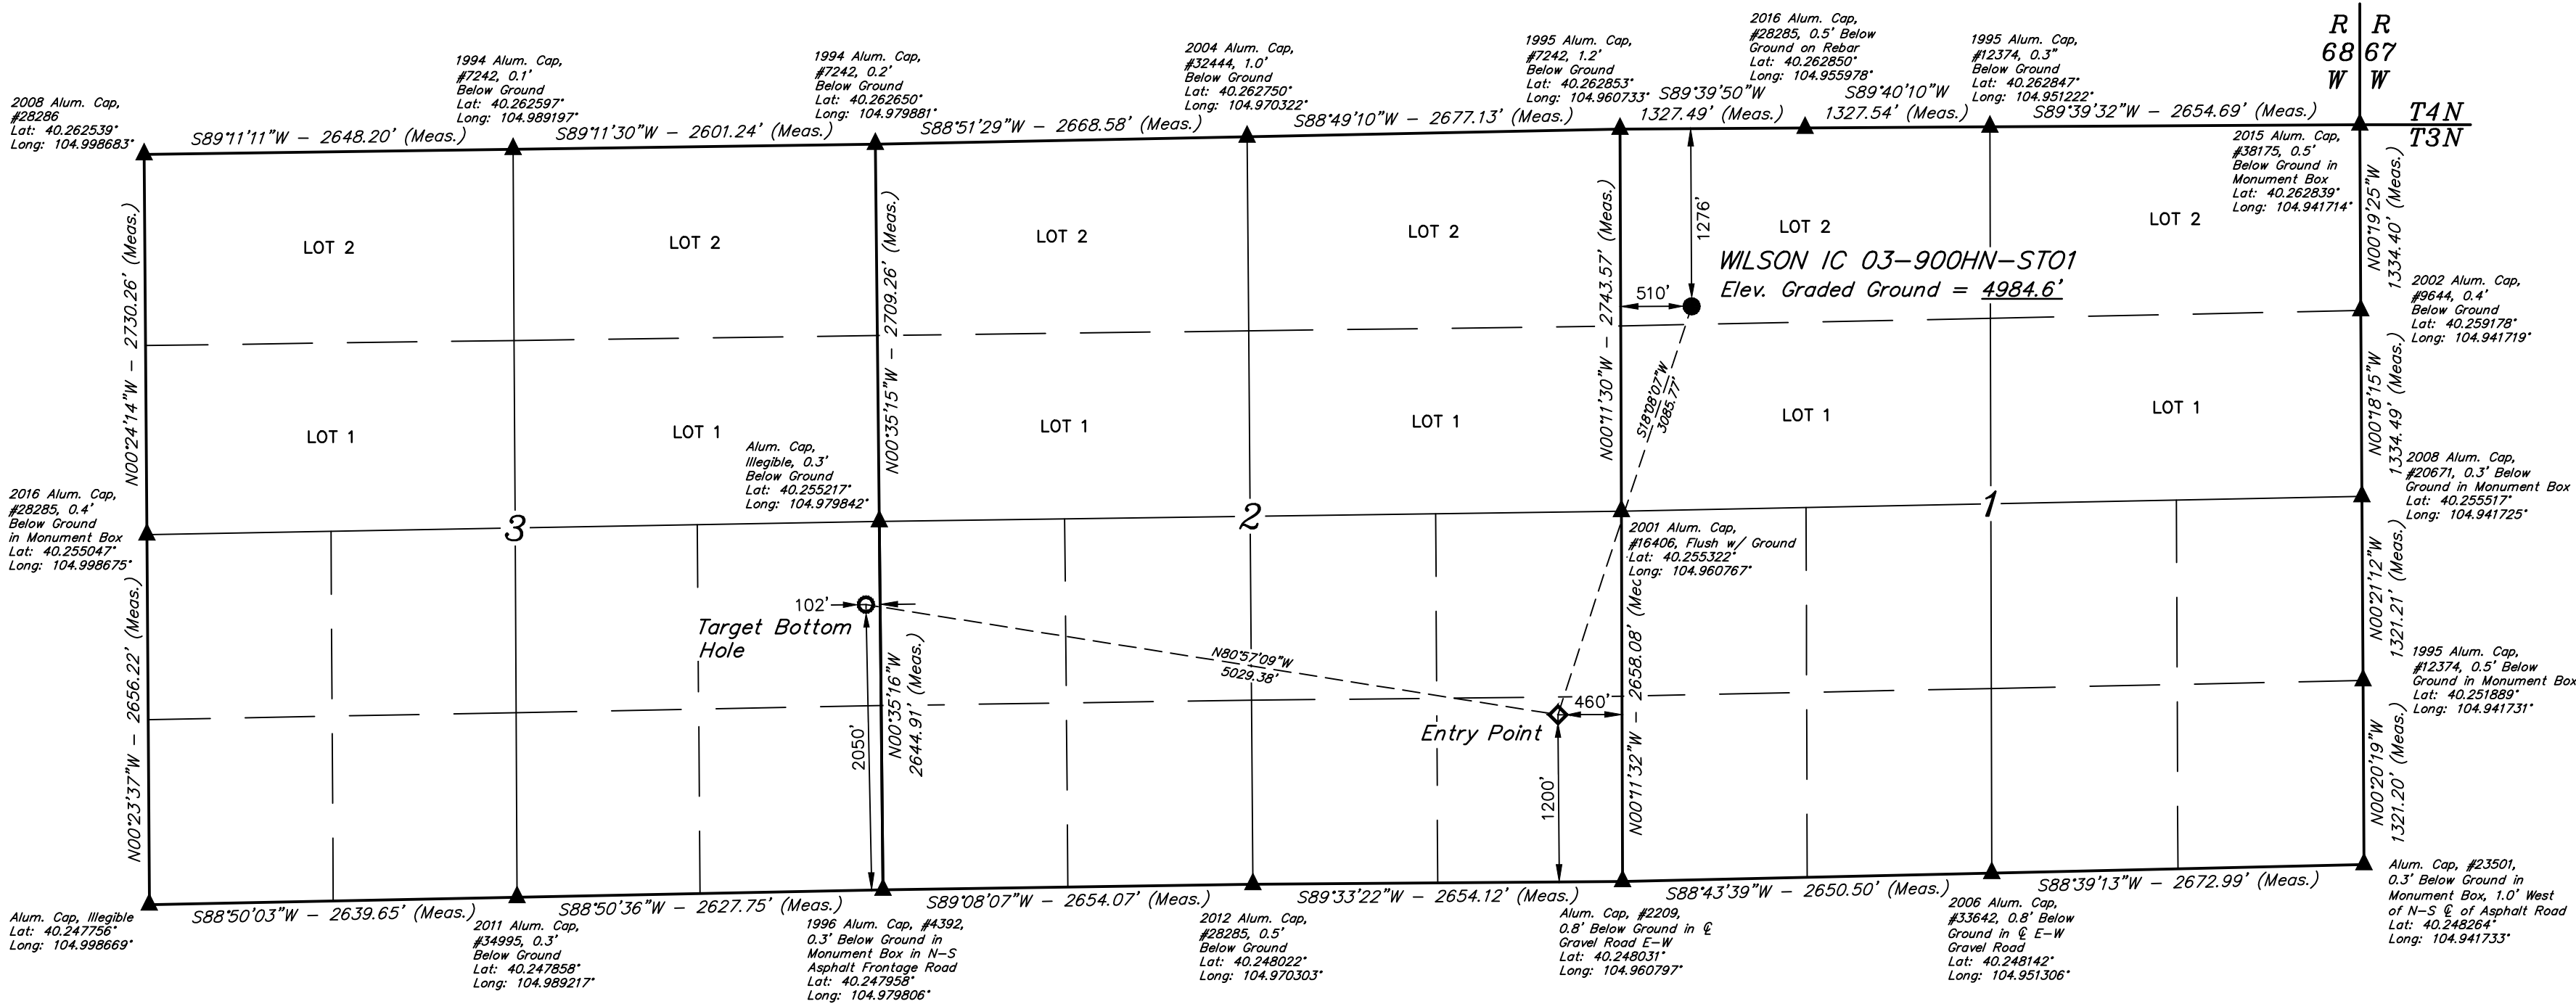 2008 Alum. Cap,
#28286
Lat: 40.262539°
Long: 104.998683°
1994 Alum. Cap,
#7242, 0.1'
Below Ground
Lat: 40.262597°
Long: 104.989197°
1994 Alum. Cap,
#7242, 0.2'
Below Ground
Lat: 40.262650°
Long: 104.979881°
2004 Alum. Cap,
#32444, 1.0'
Below Ground
Lat: 40.262750°
Long: 104.970322°
1995 Alum. Cap,
#7242, 1.2'
Below Ground
Lat: 40.262853°
Long: 104.960733°
2016 Alum. Cap,
#28285, 0.5' Below
Ground on Rebar
Lat: 40.262850°
Long: 104.955978°
1995 Alum. Cap,
#12374, 0.3"
Below Ground
Lat: 40.262847°
Long: 104.951222°
R R
68 67
W W
T4N
T3N
S89°11'11"W - 2648.20' (Meas.)
S89°11'30"W - 2601.24' (Meas.)
S88°51'29"W - 2668.58' (Meas.)
S88°49'10"W - 2677.13' (Meas.)
S89°39'50"W
1327.49' (Meas.)
S89°40'10"W
1327.54' (Meas.)
S89°39'32"W - 2654.69' (Meas.)
2015 Alum. Cap,
#38175, 0.5'
Below Ground in
Monument Box
Lat: 40.262839°
Long: 104.941714°
N00°24'14"W - 2730.26' (Meas.)
LOT 2
LOT 2
N00°35'15"W - 2709.26' (Meas.)
LOT 2
LOT 2
N00°11'30"W - 2743.57' (Meas.)
1276'
LOT 2
LOT 2
N00°19'25"W
1334.40' (Meas.)
WILSON IC 03-900HN-ST01
Elev. Graded Ground = 4984.6'
510'
2002 Alum. Cap,
#9644, 0.4'
Below Ground
Lat: 40.259178°
Long: 104.941719°
S18°08'07"W
3085.77'
N00°18'15"W
1334.49' (Meas.)
LOT 1
LOT 1
LOT 1
LOT 1
LOT 1
LOT 1
Alum. Cap,
Illegible, 0.3'
Below Ground
Lat: 40.255217°
Long: 104.979842°
2016 Alum. Cap,
#28285, 0.4'
Below Ground
in Monument Box
Lat: 40.255047°
Long: 104.998675°
2008 Alum. Cap,
#20671, 0.3' Below
Ground in Monument Box
Lat: 40.255517°
Long: 104.941725°
3
2
1
2001 Alum. Cap,
#16406, Flush w/ Ground
Lat: 40.255322°
Long: 104.960767°
N00°23'37"W - 2656.22' (Meas.)
102'
Target Bottom
Hole
2050'
N00°35'16"W
2644.91' (Meas.)
N80°57'09"W
5029.38'
460'
Entry Point
1200'
N00°11'32"W - 2658.08' (Mea
N00°21'12"W
1321.21' (Meas.)
1995 Alum. Cap,
#12374, 0.5' Below
Ground in Monument Box
Lat: 40.251889°
Long: 104.941731°
N00°20'19"W
1321.20' (Meas.)
S88°50'03"W - 2639.65' (Meas.)
S88°50'36"W - 2627.75' (Meas.)
S89°08'07"W - 2654.07' (Meas.)
S89°33'22"W - 2654.12' (Meas.)
S88°43'39"W - 2650.50' (Meas.)
S88°39'13"W - 2672.99' (Meas.)
Alum. Cap, Illegible
Lat: 40.247756°
Long: 104.998669°
2011 Alum. Cap,
#34995, 0.3'
Below Ground
Lat: 40.247858°
Long: 104.989217°
1996 Alum. Cap, #4392,
0.3' Below Ground in
Monument Box in N-S
Asphalt Frontage Road
Lat: 40.247958°
Long: 104.979806°
2012 Alum. Cap,
#28285, 0.5'
Below Ground
Lat: 40.248022°
Long: 104.970303°
Alum. Cap, #2209,
0.8' Below Ground in ℄
Gravel Road E-W
Lat: 40.248031°
Long: 104.960797°
2006 Alum. Cap,
#33642, 0.8' Below
Ground in ℄ E-W
Gravel Road
Lat: 40.248142°
Long: 104.951306°
Alum. Cap, #23501,
0.3' Below Ground in
Monument Box, 1.0' West
of N-S ℄ of Asphalt Road
Lat: 40.248264°
Long: 104.941733°